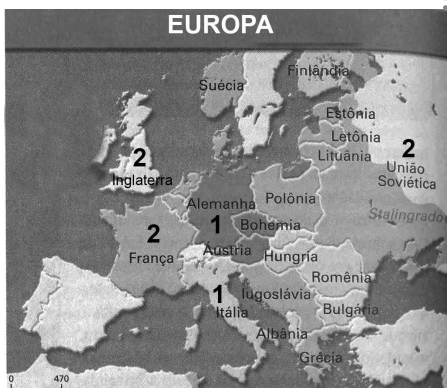 EUROPA
Suécia
Finlândia
Estônia
Letônia
Lituânia
2
Inglaterra
2
União
Soviética
Alemanha
Polônia
1
Bohemia
Stalingrado
2
França
Áustria
Hungria
Romênia
1
Itália
Iugoslávia
Bulgária
Albânia
Grécia
0
470